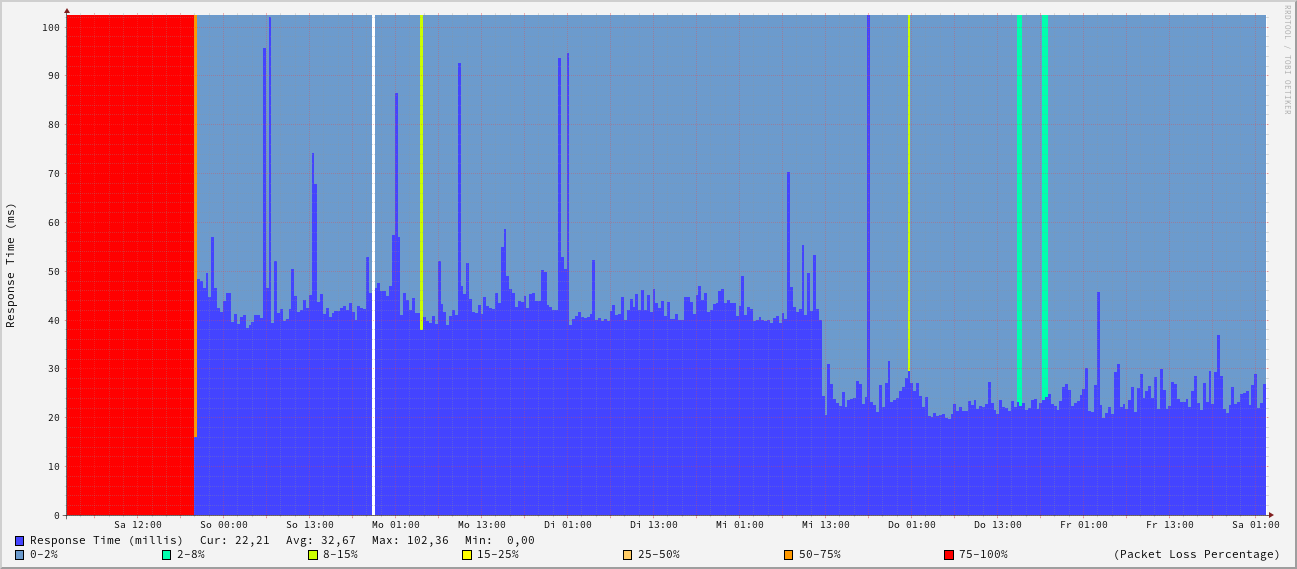 RRDTOOL / TOBI OETIKER
Response Time (ms)
100
90
80
70
60
50
40
30
20
10
0
Sa 12:00 So 00:00 So 13:00 Mo 01:00 Mo 13:00 Di 01:00 Di 13:00 Mi 01:00 Mi 13:00 Do 01:00 Do 13:00 Fr 01:00 Fr 13:00 Sa 01:00
Response Time (millis) Cur: 22,21 Avg: 32,67 Max: 102,36 Min: 0,00
0-2% 2-8% 8-15% 15-25% 25-50% 50-75% 75-100% (Packet Loss Percentage)